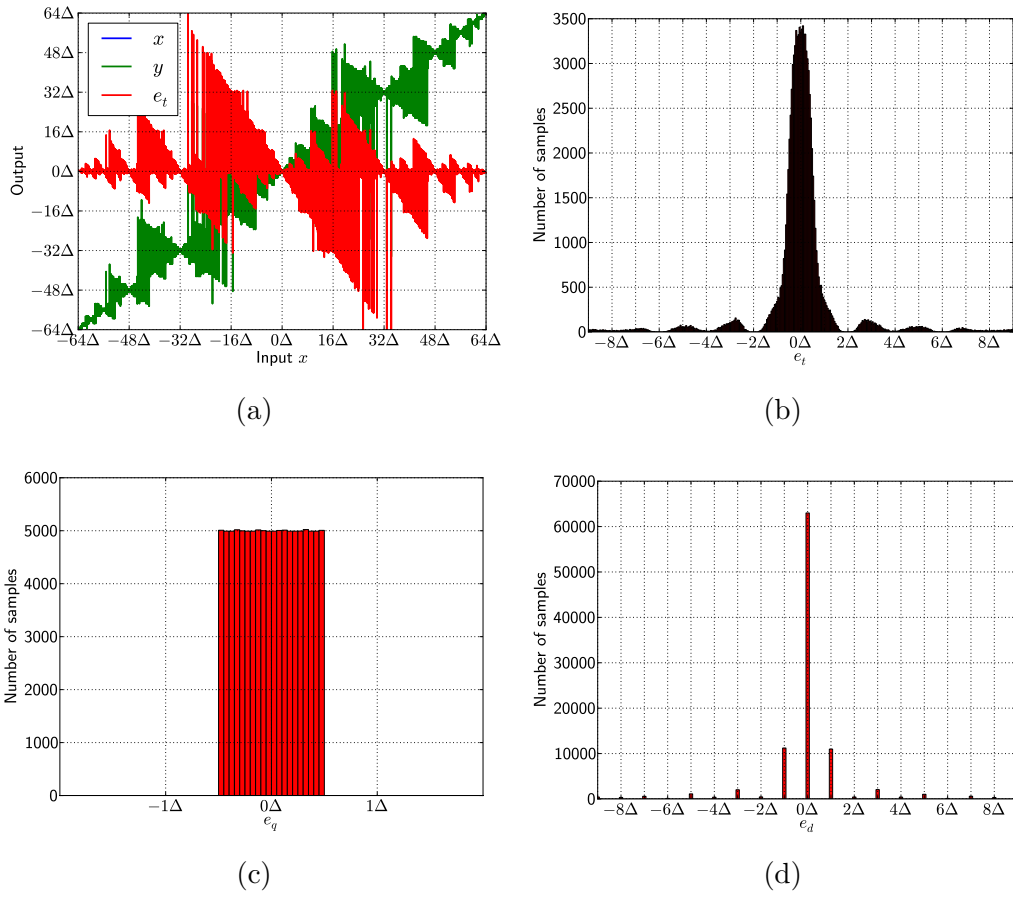 64Δ
48Δ
32Δ
16Δ
0Δ
−16Δ
−32Δ
−48Δ
−64Δ
Output
x
y
e_t
−64Δ −48Δ −32Δ −16Δ 0Δ 16Δ 32Δ 48Δ 64Δ
Input x
(a)
3500
3000
2500
2000
1500
1000
500
0
Number of samples
−8Δ −6Δ −4Δ −2Δ 0Δ 2Δ 4Δ 6Δ 8Δ
e_t
(b)
6000
5000
4000
3000
2000
1000
0
Number of samples
−1Δ 0Δ 1Δ
e_q
(c)
70000
60000
50000
40000
30000
20000
10000
0
Number of samples
−8Δ −6Δ −4Δ −2Δ 0Δ 2Δ 4Δ 6Δ 8Δ
e_d
(d)